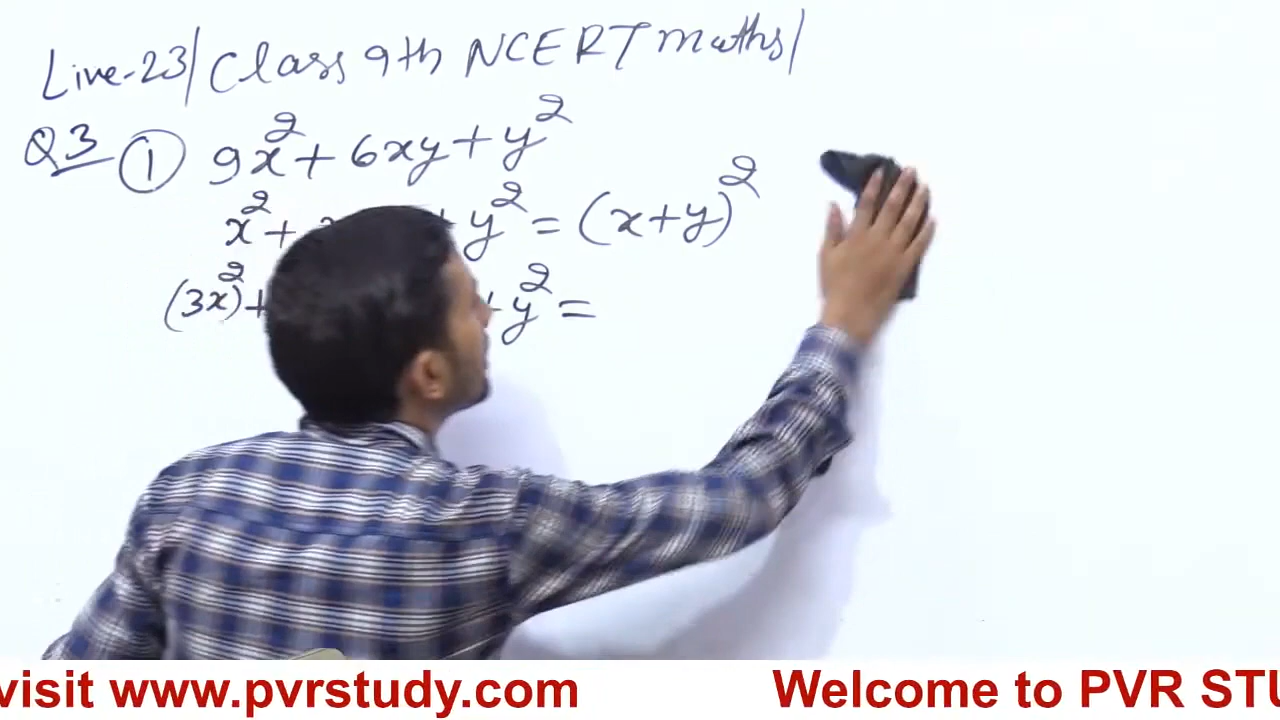 Live-23/Class 9th NCERT maths/
Q3 ① 9x²+6xy+y²
x²+ +y²=(x+y)²
(3x)²+ +y²=
visit www.pvrstudy.com Welcome to PVR STU